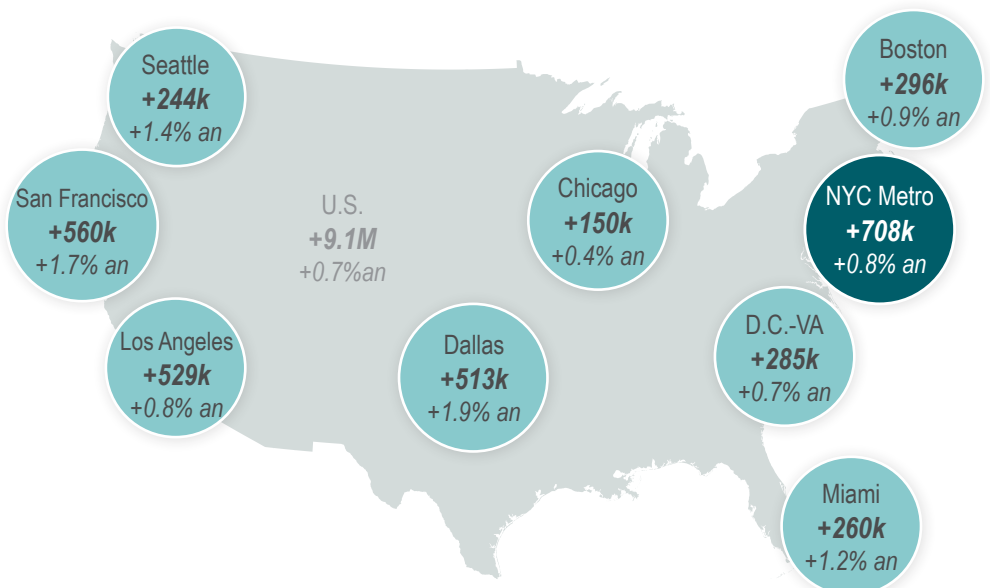 Seattle
+244k
+1.4% an
Boston
+296k
+0.9% an
San Francisco
+560k
+1.7% an
U.S.
+9.1M
+0.7%an
Chicago
+150k
+0.4% an
NYC Metro
+708k
+0.8% an
Los Angeles
+529k
+0.8% an
Dallas
+513k
+1.9% an
D.C.-VA
+285k
+0.7% an
Miami
+260k
+1.2% an